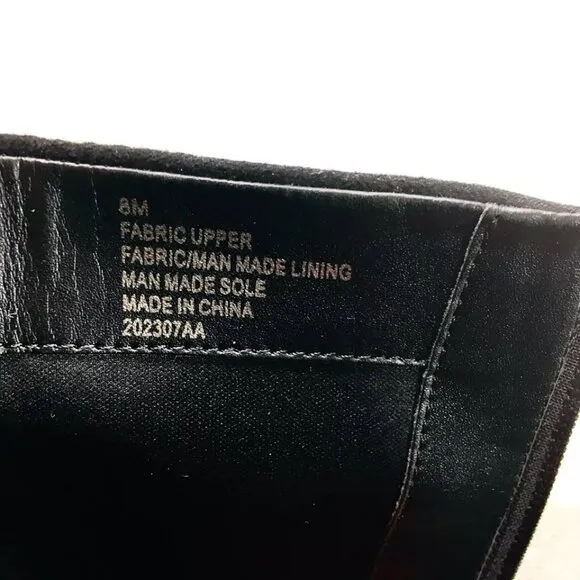 8M
FABRIC UPPER
FABRIC/MAN MADE LINING
MAN MADE SOLE
MADE IN CHINA
202307AA